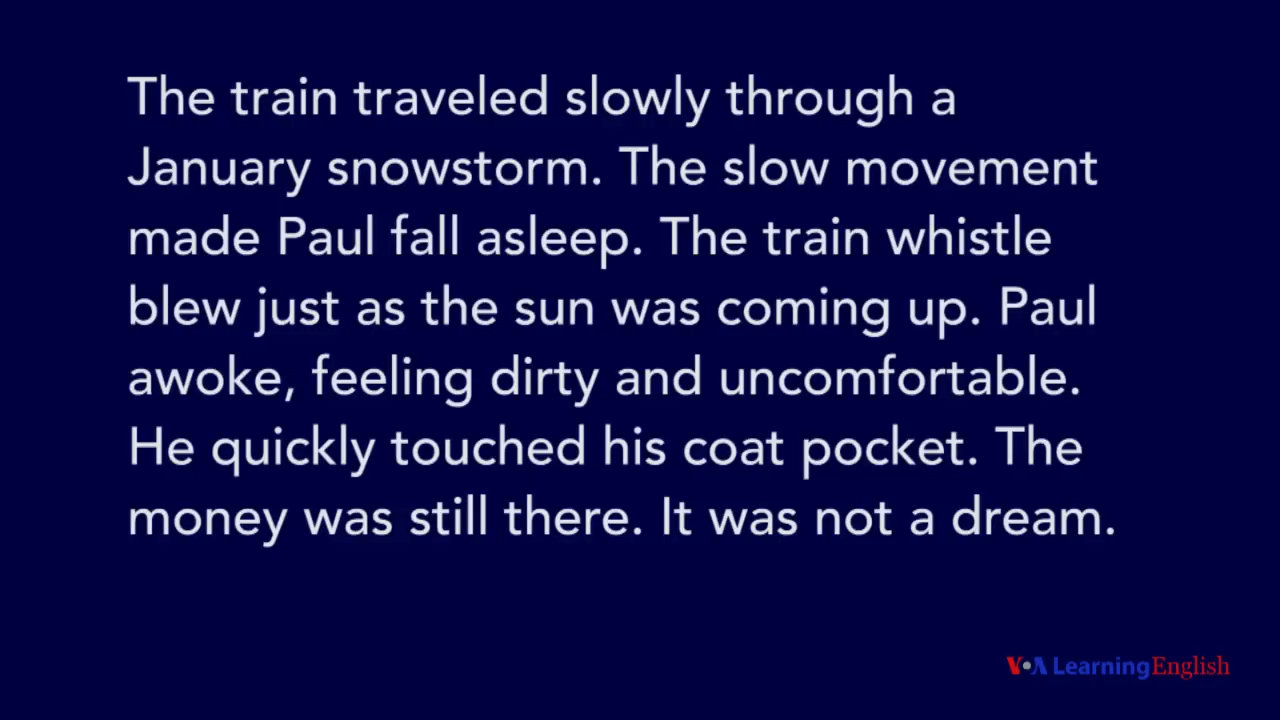 The train traveled slowly through a
January snowstorm. The slow movement
made Paul fall asleep. The train whistle
blew just as the sun was coming up. Paul
awoke, feeling dirty and uncomfortable.
He quickly touched his coat pocket. The
money was still there. It was not a dream.
VOA Learning English